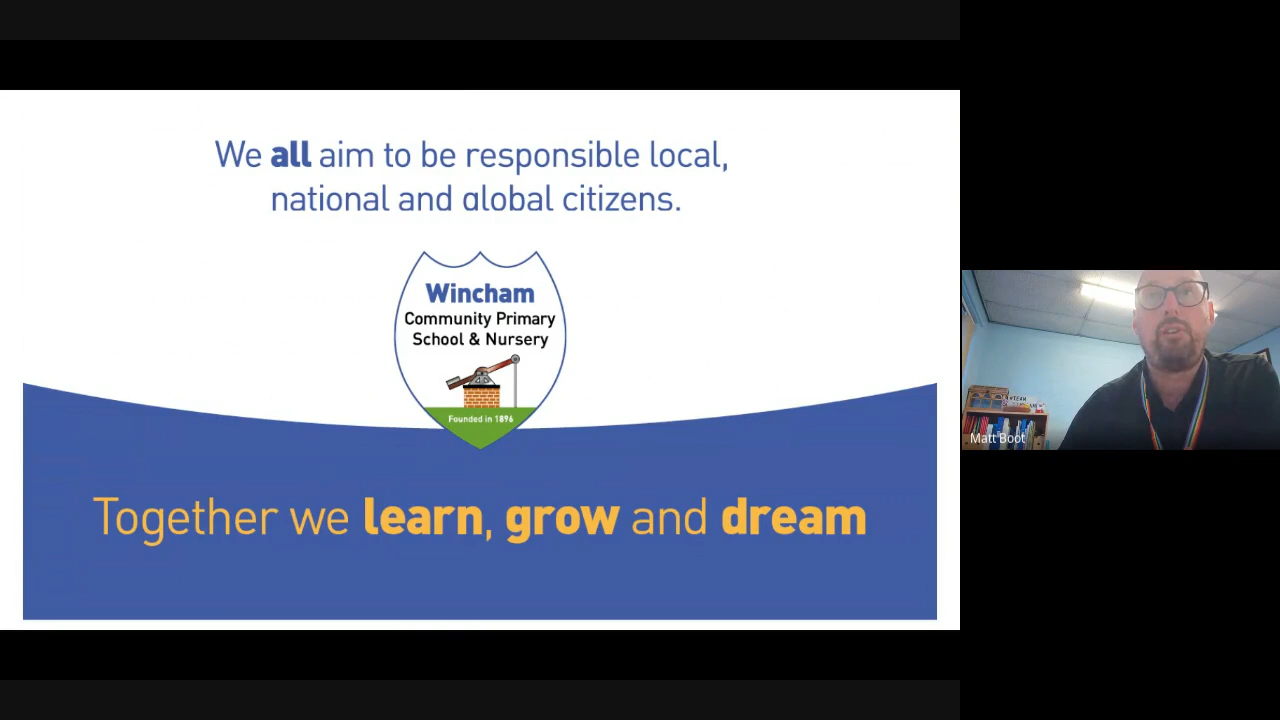 We all aim to be responsible local,
national and global citizens.
Wincham
Community Primary
School & Nursery
Founded in 1896
Together we learn, grow and dream
Matt Boot